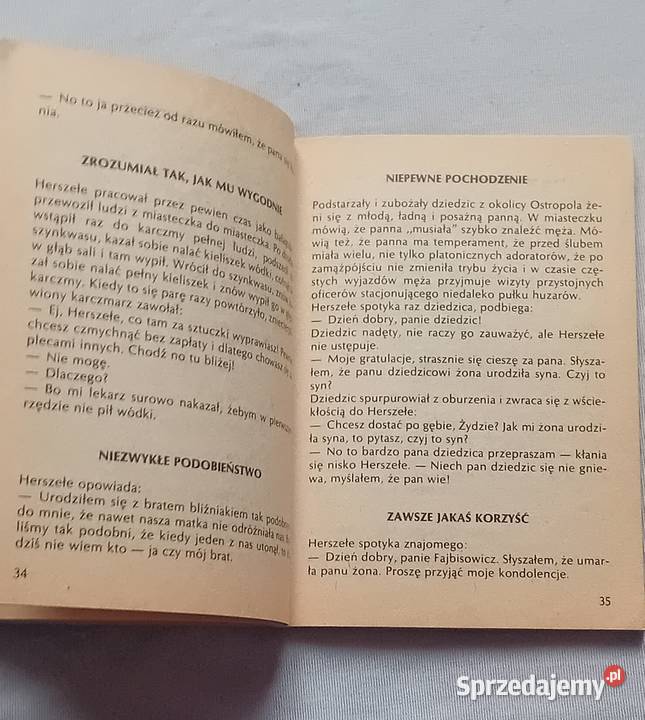 — No to ja przecież od razu mówiłem, że pana
nia.
ZROZUMIAŁ TAK, JAK MU WYGODNIE
Herszele pracował przez pewien czas jako
przewoził ludzi z miasteczka do miasteczka. Po
wstąpił raz do karczmy pełnej ludzi, podszedł
szynkwasu, kazał sobie nalać kieliszek wódki,
w głąb sali i tam wypił. Wrócił do szynkwasu, znów
zał sobie nalać pełny kieliszek i znów wypił go w
karczmy. Kiedy to się parę razy powtórzyło,
wiony karczmarz zawołał:
— Ej, Herszele, co tam za sztuczki wyprawiasz!
chcesz czmychnąć bez zapłaty i dlatego chowasz się
plecami innych. Chodź no tu bliżej!
— Nie mogę.
— Dlaczego?
— Bo mi lekarz surowo nakazał, żebym w
rzędzie nie pił wódki.
NIEZWYKŁE PODOBIEŃSTWO
Herszele opowiada:
— Urodziłem się z bratem bliźniakiem tak
do mnie, że nawet nasza matka nie odróżniała nas.
liśmy tak podobni, że kiedy jeden z nas utonął, to
dziś nie wiem kto — ja czy mój brat.
34
NIEPEWNE POCHODZENIE
Podstarzały i zubożały dziedzic z okolicy Ostropola że-
ni się z młodą, ładną i posażną panną. W miasteczku
mówią, że panna „musiała” szybko znaleźć męża. Mó-
wią też, że panna ma temperament, że przed ślubem
miała wielu, nie tylko platonicznych adoratorów, że po
zamążpójściu nie zmieniła trybu życia i w czasie czę-
stych wyjazdów męża przyjmuje wizyty przystojnych
oficerów stacjonującego niedaleko pułku huzarów.
Herszele spotyka raz dziedzica, podbiega:
— Dzień dobry, panie dziedzic!
Dziedzic nadęty, nie raczy go zauważyć, ale Herszele
nie ustępuje.
— Moje gratulacje, strasznie się cieszę za pana. Słysza-
łem, że panu dziedzicowi żona urodziła syna. Czyj to
syn?
Dziedzic spurpurowiał z oburzenia i zwraca się z wście-
kłością do Herszele:
— Chcesz dostać po gębie, Żydzie? Jak mi żona urodzi-
ła syna, to pytasz, czyj to syn?
— No to bardzo pana dziedzica przepraszam — kłania
się nisko Herszele. — Niech pan dziedzic się nie gnie-
wa, myślałem, że pan wie!
ZAWSZE JAKAŚ KORZYŚĆ
Herszele spotyka znajomego:
— Dzień dobry, panie Fajbisowicz. Słyszałem, że umar-
ła panu żona. Proszę przyjąć moje kondolencje.
35
Sprzedajemy.pl